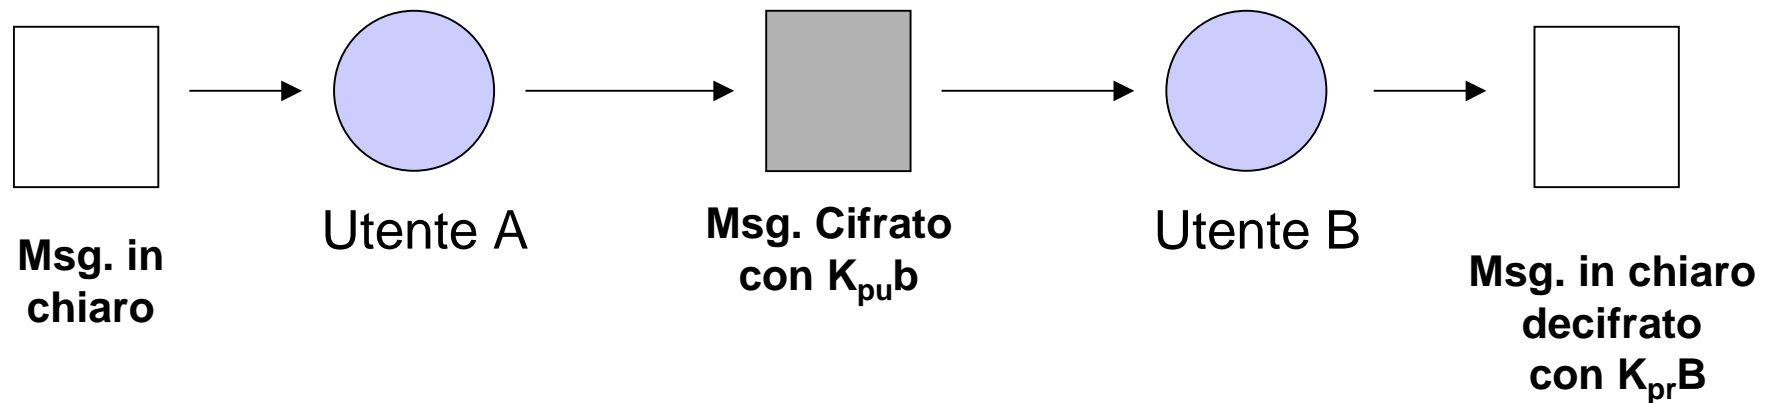 Msg. in
chiaro
Utente A
Msg. Cifrato
con Kpub
Utente B
Msg. in chiaro
decifrato
con KprB